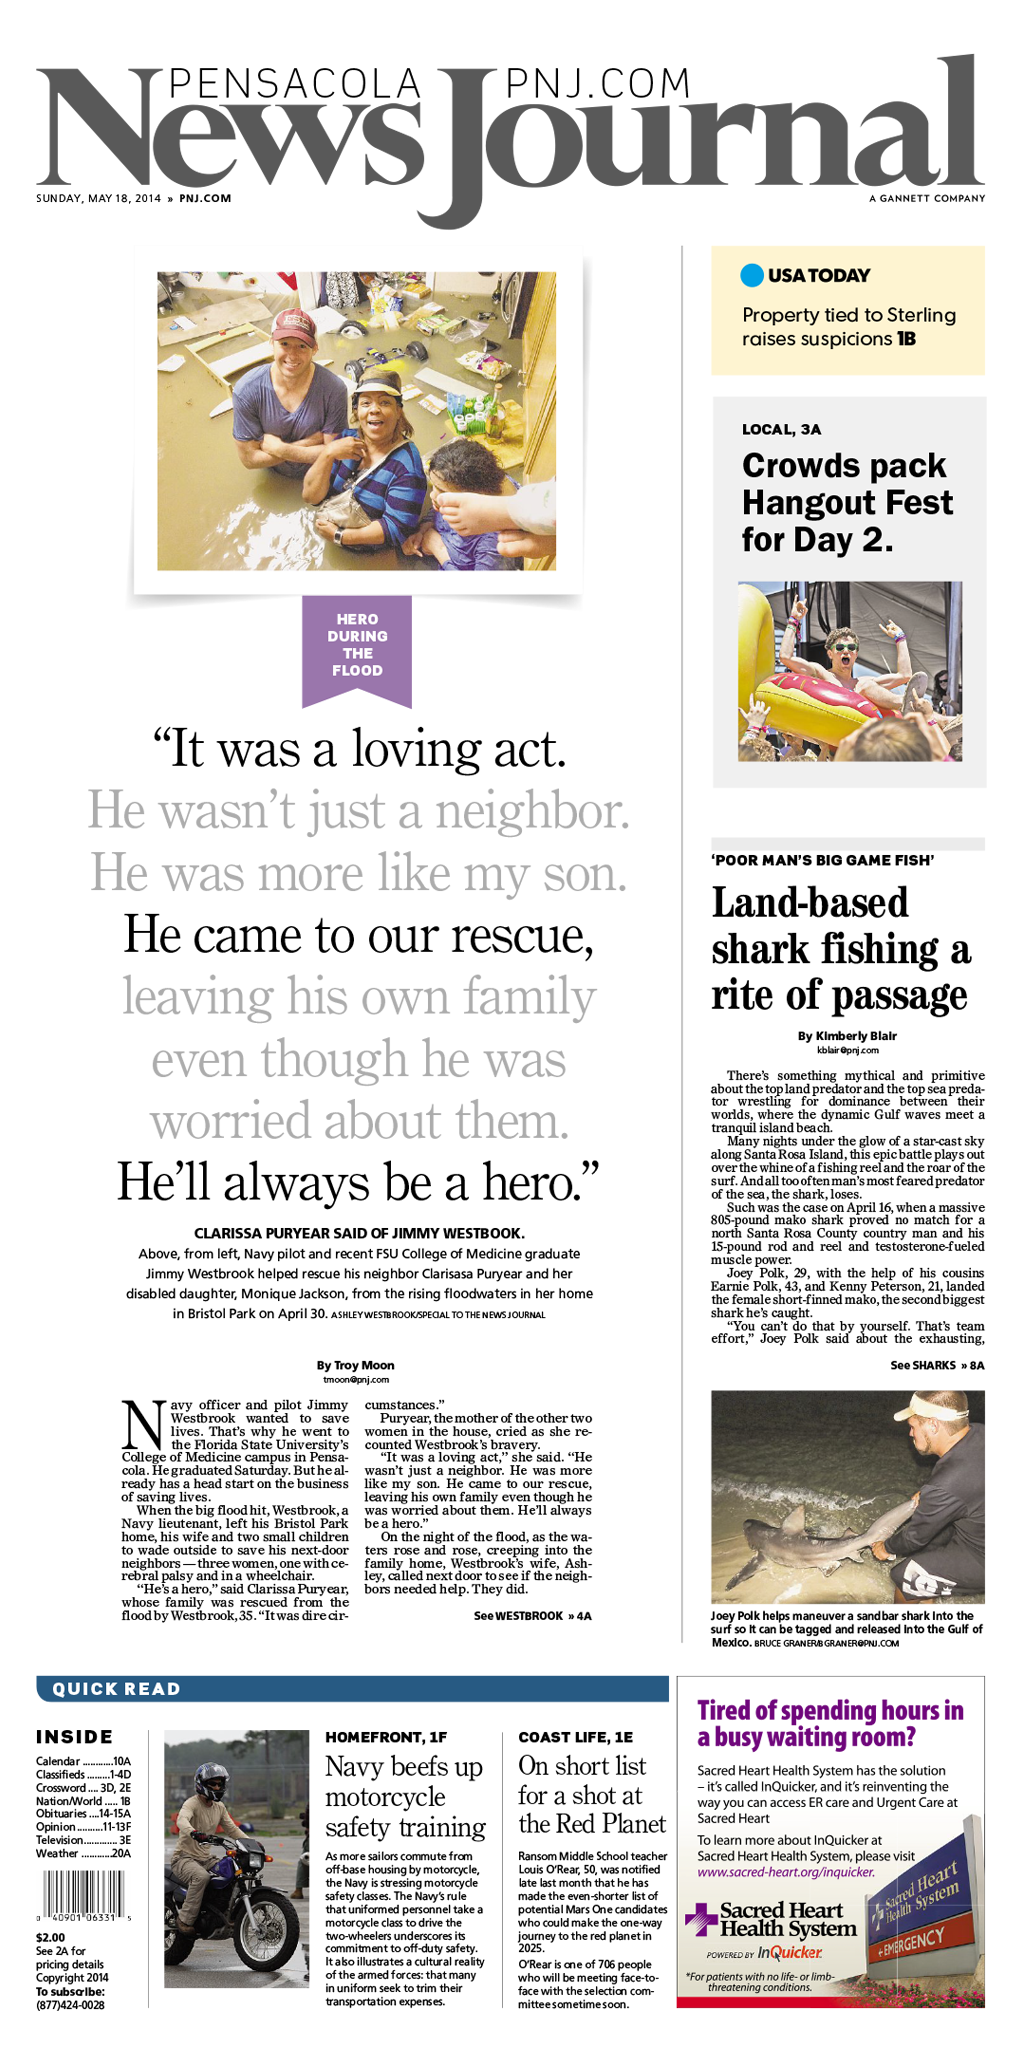 PENSACOLA PNJ.COM
News Journal
SUNDAY, MAY 18, 2014 » PNJ.COM
A GANNETT COMPANY
HERO
DURING
THE
FLOOD
“It was a loving act.
He wasn’t just a neighbor.
He was more like my son.
He came to our rescue,
leaving his own family
even though he was
worried about them.
He’ll always be a hero.”
CLARISSA PURYEAR SAID OF JIMMY WESTBOOK.
Above, from left, Navy pilot and recent FSU College of Medicine graduate
Jimmy Westbrook helped rescue his neighbor Clarisasa Puryear and her
disabled daughter, Monique Jackson, from the rising floodwaters in her home
in Bristol Park on April 30. ASHLEY WESTBROOK/SPECIAL TO THE NEWS JOURNAL
By Troy Moon
tmoon@pnj.com
Navy officer and pilot Jimmy
Westbrook wanted to save
lives. That’s why he went to
the Florida State University’s
College of Medicine campus in Pensa-
cola. He graduated Saturday. But he al-
ready has a head start on the business
of saving lives.
When the big flood hit, Westbrook, a
Navy lieutenant, left his Bristol Park
home, his wife and two small children
to wade outside to save his next-door
neighbors — three women, one with ce-
rebral palsy and in a wheelchair.
“He’s a hero,” said Clarissa Puryear,
whose family was rescued from the
flood by Westbrook, 35. “It was dire cir-
cumstances.”
Puryear, the mother of the other two
women in the house, cried as she re-
counted Westbrook’s bravery.
“It was a loving act,” she said. “He
wasn’t just a neighbor. He was more
like my son. He came to our rescue,
leaving his own family even though he
was worried about them. He’ll always
be a hero.”
On the night of the flood, as the wa-
ters rose and rose, creeping into the
family home, Westbrook’s wife, Ash-
ley, called next door to see if the neigh-
bors needed help. They did.
See WESTBROOK » 4A
USA TODAY
Property tied to Sterling
raises suspicions 1B
LOCAL, 3A
Crowds pack
Hangout Fest
for Day 2.
‘POOR MAN’S BIG GAME FISH’
Land-based
shark fishing a
rite of passage
By Kimberly Blair
kblair@pnj.com
There’s something mythical and primitive
about the top land predator and the top sea preda-
tor wrestling for dominance between their
worlds, where the dynamic Gulf waves meet a
tranquil island beach.
Many nights under the glow of a star-cast sky
along Santa Rosa Island, this epic battle plays out
over the whine of a fishing reel and the roar of the
surf. And all too often man’s most feared predator
of the sea, the shark, loses.
Such was the case on April 16, when a massive
805-pound mako shark proved no match for a
north Santa Rosa County country man and his
15-pound rod and reel and testosterone-fueled
muscle power.
Joey Polk, 29, with the help of his cousins
Earnie Polk, 43, and Kenny Peterson, 21, landed
the female short-finned mako, the second biggest
shark he’s caught.
“You can’t do that by yourself. That’s team
effort,” Joey Polk said about the exhausting,
See SHARKS » 8A
Joey Polk helps maneuver a sandbar shark into the
surf so it can be tagged and released into the Gulf of
Mexico. BRUCE GRANER/BGRANER@PNJ.COM
QUICK READ
INSIDE
Calendar ............10A
Classifieds .........1-4D
Crossword .... 3D, 2E
Nation/World ..... 1B
Obituaries ....14-15A
Opinion ..........11-13F
Television............. 3E
Weather ............20A
0 40901 06331 5
$2.00
See 2A for
pricing details
Copyright 2014
To subscribe:
(877)424-0028
HOMEFRONT, 1F
Navy beefs up
motorcycle
safety training
As more sailors commute from
off-base housing by motorcycle,
the Navy is stressing motorcycle
safety classes. The Navy’s rule
that uniformed personnel take a
motorcycle class to drive the
two-wheelers underscores its
commitment to off-duty safety.
It also illustrates a cultural reality
of the armed forces: that many
in uniform seek to trim their
transportation expenses.
COAST LIFE, 1E
On short list
for a shot at
the Red Planet
Ransom Middle School teacher
Louis O’Rear, 50, was notified
late last month that he has
made the even-shorter list of
potential Mars One candidates
who could make the one-way
journey to the red planet in
2025.
O’Rear is one of 706 people
who will be meeting face-to-
face with the selection com-
mittee sometime soon.
Tired of spending hours in
a busy waiting room?
Sacred Heart Health System has the solution
– it’s called InQuicker, and it’s reinventing the
way you can access ER care and Urgent Care at
Sacred Heart
To learn more about InQuicker at
Sacred Heart Health System, please visit
www.sacred-heart.org/inquicker.
Sacred Heart
Health System
POWERED BY InQuicker
*For patients with no life- or limb-
threatening conditions.
Sacred Heart
Health System
EMERGENCY